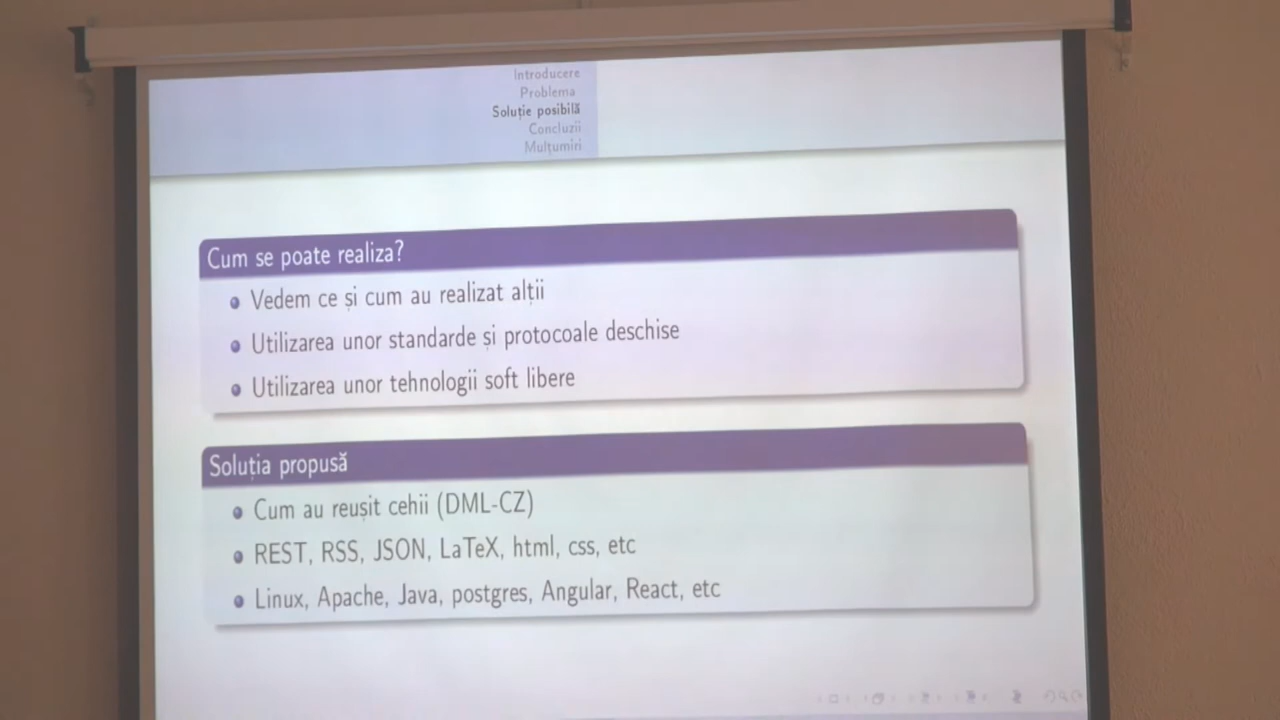 Introducere
Problema
Soluție posibilă
Concluzii
Mulțumiri
Cum se poate realiza?
Vedem ce și cum au realizat alții
Utilizarea unor standarde și protocoale deschise
Utilizarea unor tehnologii soft libere
Soluția propusă
Cum au reușit cehii (DML-CZ)
REST, RSS, JSON, LaTeX, html, css, etc
Linux, Apache, Java, postgres, Angular, React, etc